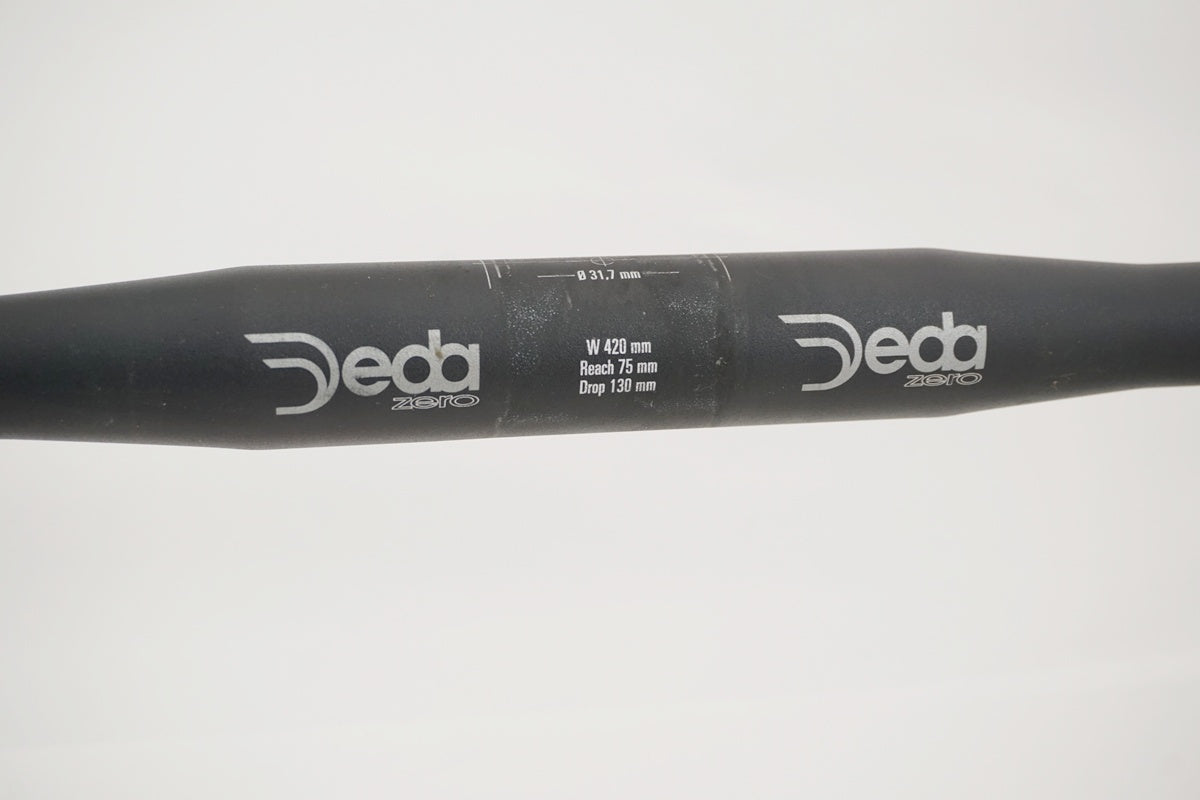 Ø 31,7 mm
Deda
zero
W 420 mm
Reach 75 mm
Drop 130 mm
Deda
zero